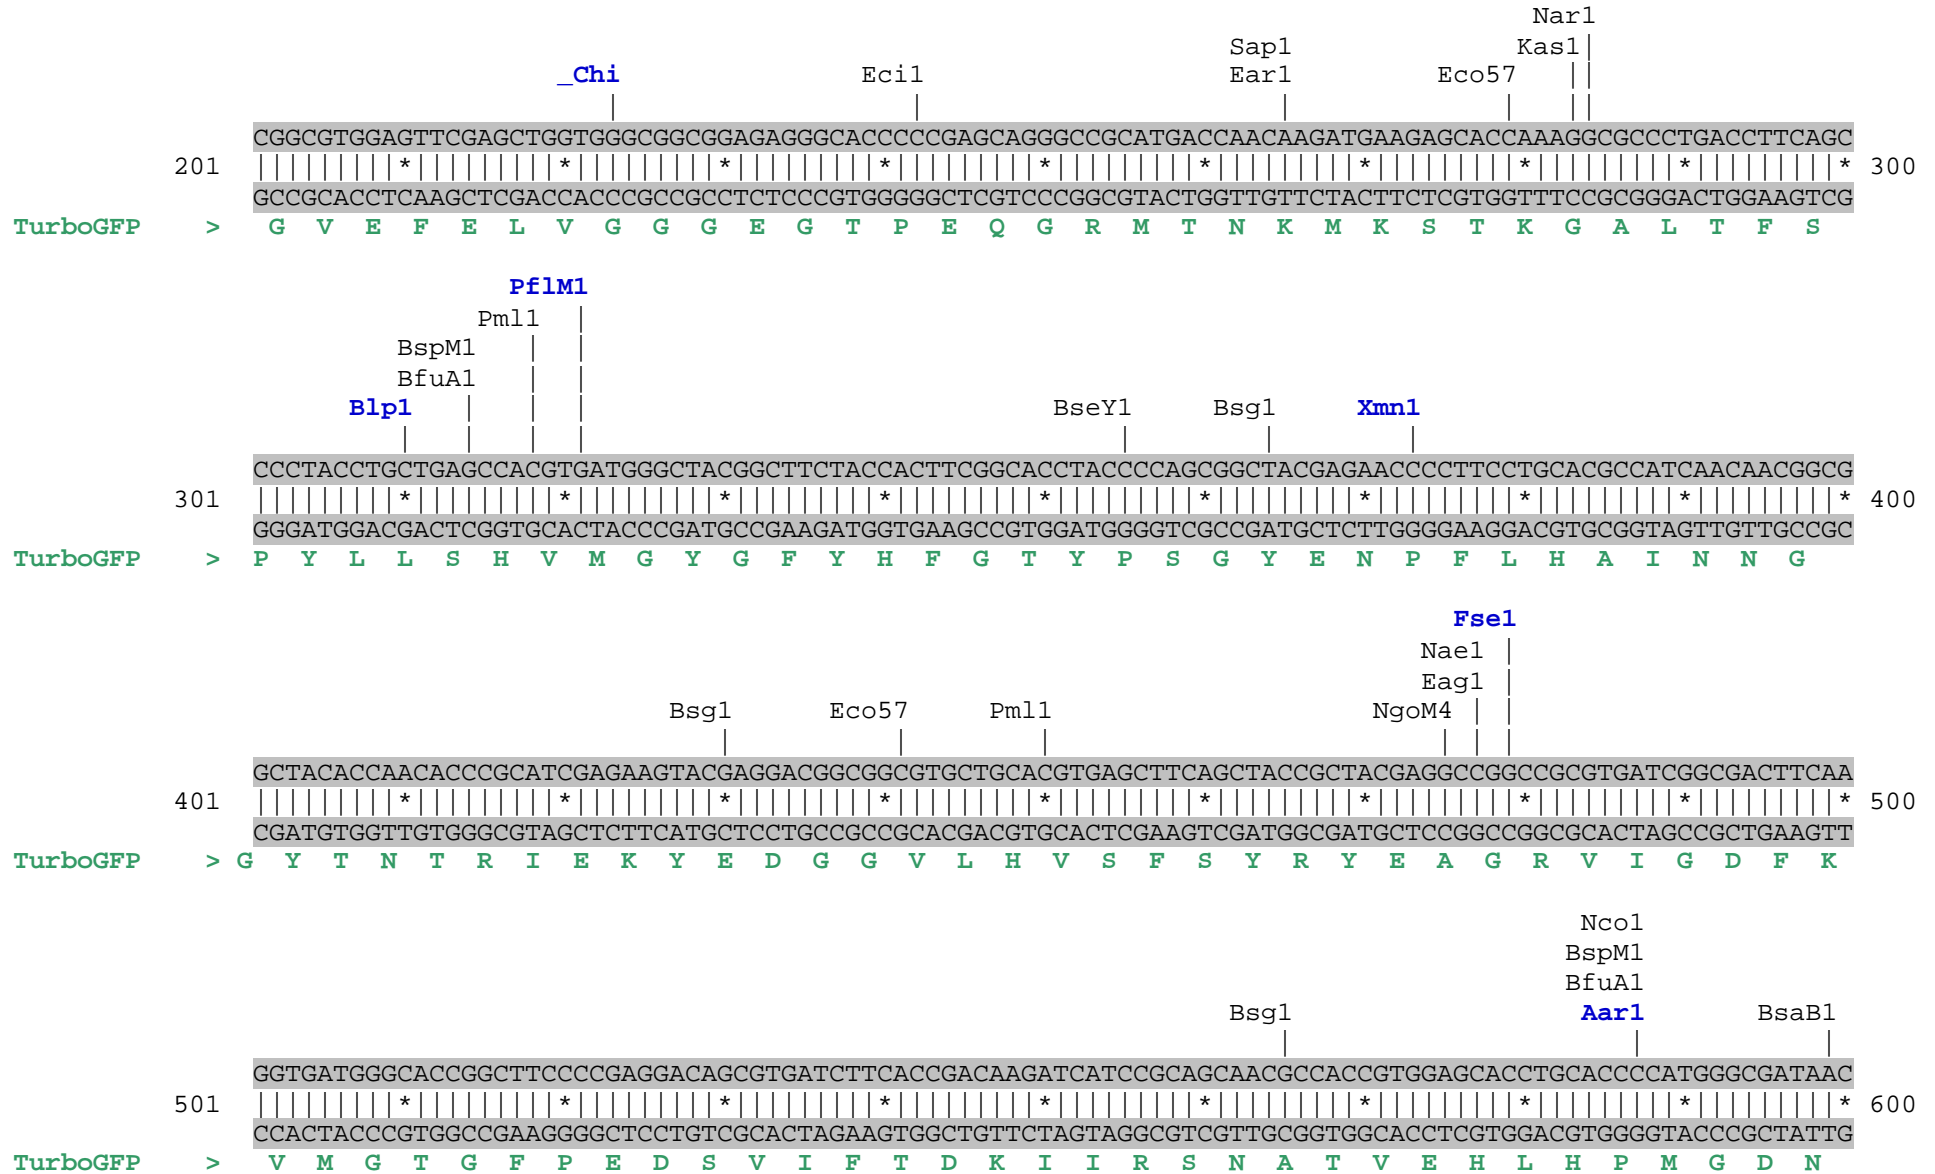 Nar1
Sap1 Kas1
_Chi Eci1 Ear1 Eco57
CGGCGTGGAGTTCGAGCTGGTGGGCGGCGGAGAGGGCACCCCCGAGCAGGGCCGCATGACCAACAAGATGAAGAGCACCAAAGGCGCCCTGACCTTCAGC
201 |||||||||*|||||||||*|||||||||*|||||||||*|||||||||*|||||||||*|||||||||*|||||||||*|||||||||*|||||||||* 300
GCCGCACCTCAAGCTCGACCACCCGCCGCCTCTCCCGTGGGGGCTCGTCCCGGCGTACTGGTTGTTCTACTTCTCGTGGTTTCCGCGGGACTGGAAGTCG
TurboGFP > G V E F E L V G G G E G T P E Q G R M T N K M K S T K G A L T F S
PflM1
Pml1
BspM1
BfuA1
Blp1 BseY1 Bsg1 Xmn1
CCCTACCTGCTGAGCCACGTGATGGGCTACGGCTTCTACCACTTCGGCACCTACCCCAGCGGCTACGAGAACCCCTTCCTGCACGCCATCAACAACGGCG
301 |||||||||*|||||||||*|||||||||*|||||||||*|||||||||*|||||||||*|||||||||*|||||||||*|||||||||*|||||||||* 400
GGGATGGACGACTCGGTGCACTACCCGATGCCGAAGATGGTGAAGCCGTGGATGGGGTCGCCGATGCTCTTGGGGAAGGACGTGCGGTAGTTGTTGCCGC
TurboGFP > P Y L L S H V M G Y G F Y H F G T Y P S G Y E N P F L H A I N N G
Fse1
Nae1
Eag1
Bsg1 Eco57 Pml1 NgoM4
GCTACACCAACACCCGCATCGAGAAGTACGAGGACGGCGGCGTGCTGCACGTGAGCTTCAGCTACCGCTACGAGGCCGGCCGCGTGATCGGCGACTTCAA
401 |||||||||*|||||||||*|||||||||*|||||||||*|||||||||*|||||||||*|||||||||*|||||||||*|||||||||*|||||||||* 500
CGATGTGGTTGTGGGCGTAGCTCTTCATGCTCCTGCCGCCGCACGACGTGCACTCGAAGTCGATGGCGATGCTCCGGCCGGCGCACTAGCCGCTGAAGTT
TurboGFP > G Y T N T R I E K Y E D G G V L H V S F S Y R Y E A G R V I G D F K
Nco1
BspM1
BfuA1
Bsg1 Aar1 BsaB1
GGTGATGGGCACCGGCTTCCCCGAGGACAGCGTGATCTTCACCGACAAGATCATCCGCAGCAACGCCACCGTGGAGCACCTGCACCCCATGGGCGATAAC
501 |||||||||*|||||||||*|||||||||*|||||||||*|||||||||*|||||||||*|||||||||*|||||||||*|||||||||*|||||||||* 600
CCACTACCCGTGGCCGAAGGGGCTCCTGTCGCACTAGAAGTGGCTGTTCTAGTAGGCGTCGTTGCGGTGGCACCTCGTGGACGTGGGGTACCCGCTATTG
TurboGFP > V M G T G F P E D S V I F T D K I I R S N A T V E H L H P M G D N